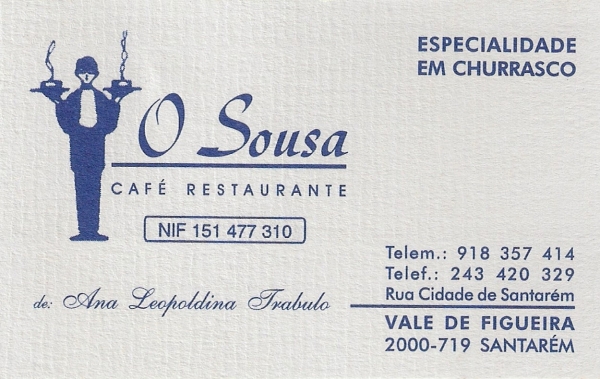 ESPECIALIDADE
EM CHURRASCO
O Sousa
CAFÉ RESTAURANTE
NIF 151 477 310
de: Ana Leopoldina Trabulo
Telem.: 918 357 414
Telef.: 243 420 329
Rua Cidade de Santarém
VALE DE FIGUEIRA
2000-719 SANTARÉM